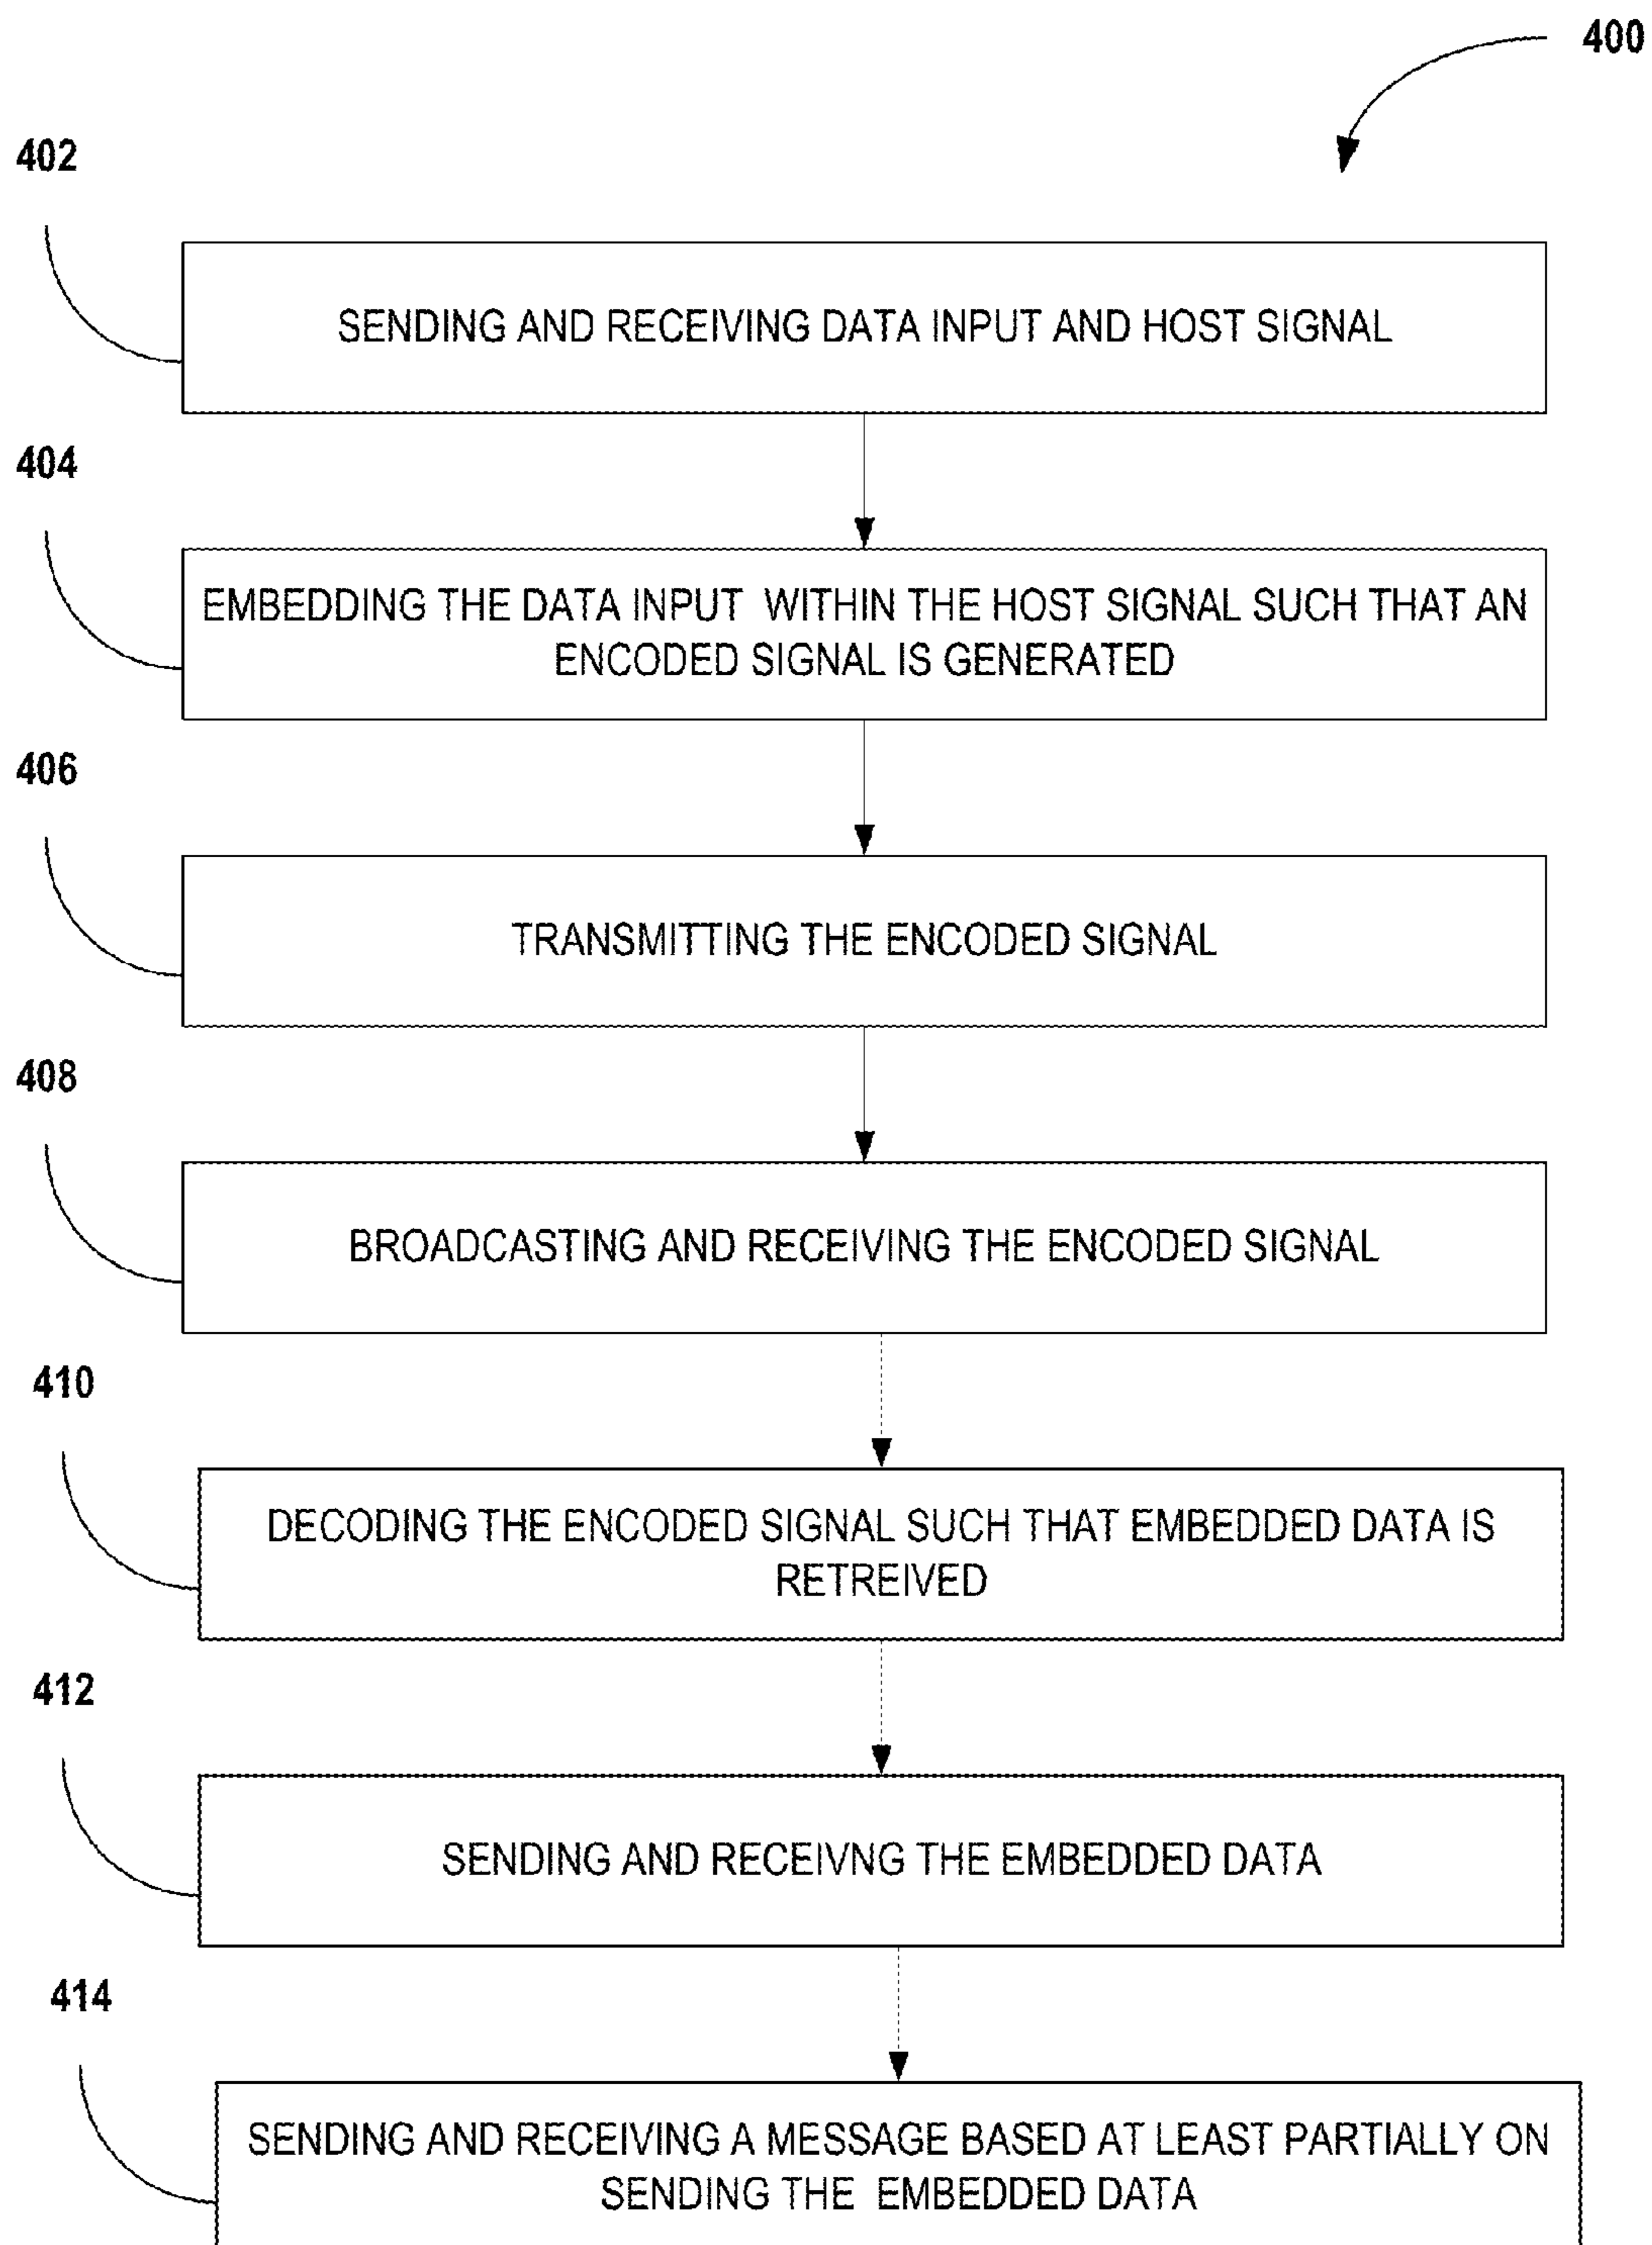 400
402
SENDING AND RECEIVING DATA INPUT AND HOST SIGNAL
404
EMBEDDING THE DATA INPUT WITHIN THE HOST SIGNAL SUCH THAT AN
ENCODED SIGNAL IS GENERATED
406
TRANSMITTING THE ENCODED SIGNAL
408
BROADCASTING AND RECEIVING THE ENCODED SIGNAL
410
DECODING THE ENCODED SIGNAL SUCH THAT EMBEDDED DATA IS
RETREIVED
412
SENDING AND RECEIVNG THE EMBEDDED DATA
414
SENDING AND RECEIVING A MESSAGE BASED AT LEAST PARTIALLY ON
SENDING THE EMBEDDED DATA